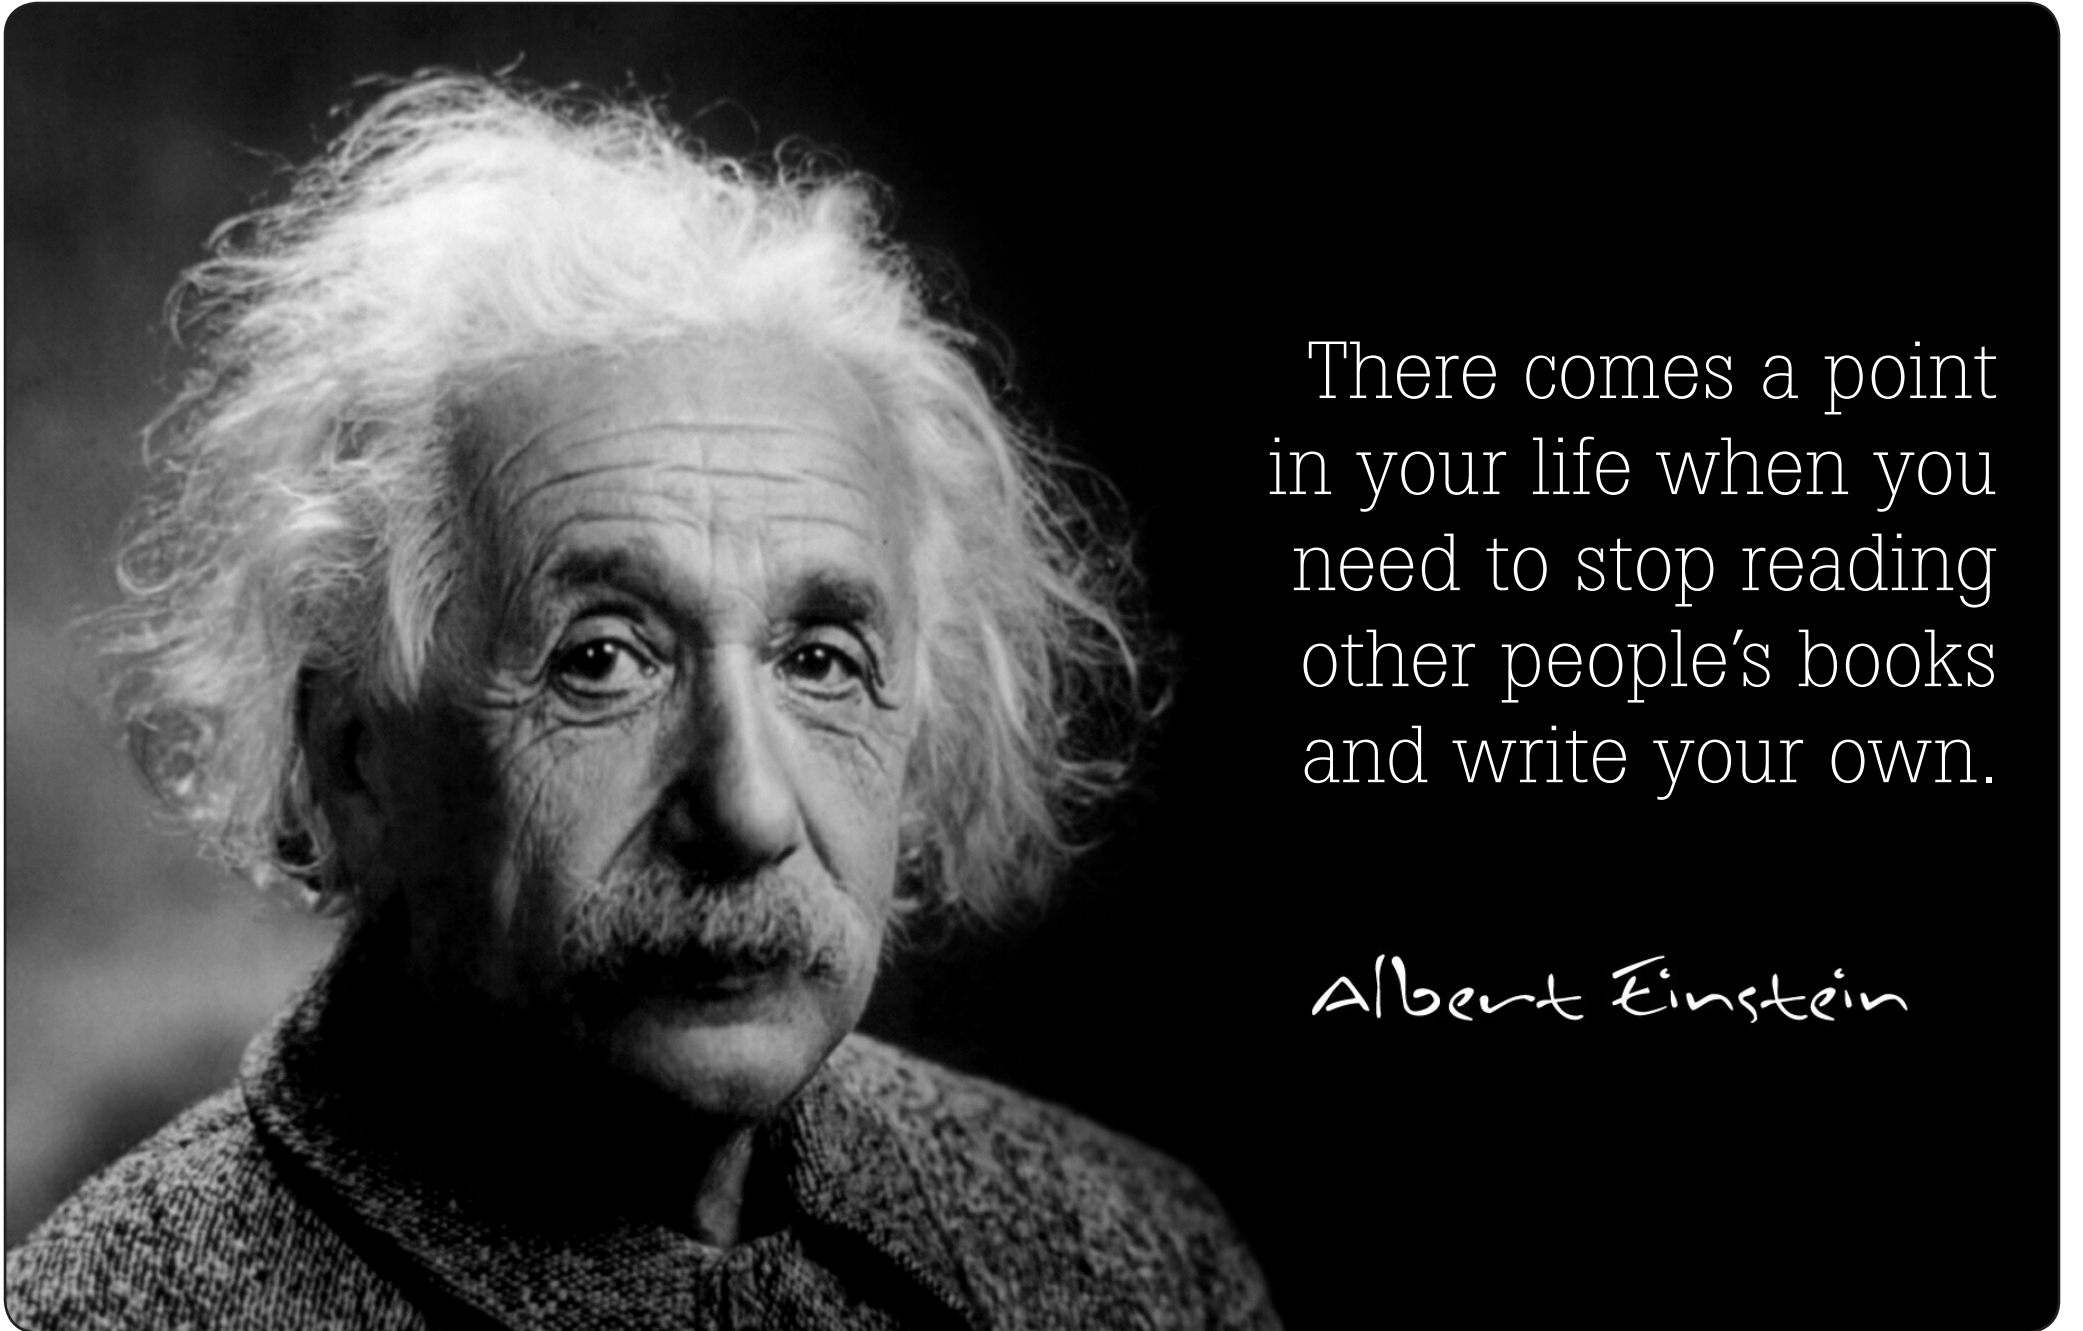 There comes a point
in your life when you
need to stop reading
other people's books
and write your own.
Albert Einstein